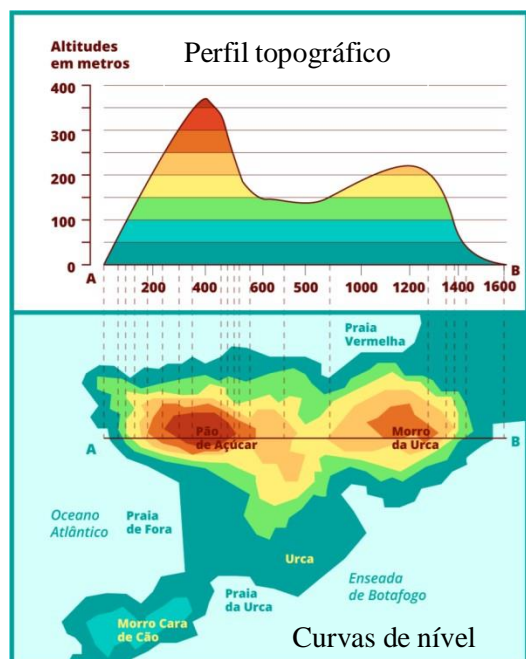 Altitudes
em metros
Perfil topográfico
400
300
200
100
0
A
B
200
400
600
800
1000
1200
1400
1600
Praia
Vermelha
A
Pão
de Açúcar
Morro
da Urca
B
Oceano
Atlântico
Praia
de Fora
Urca
Praia
da Urca
Enseada
de Botafogo
Morro Cara
de Cão
Curvas de nível